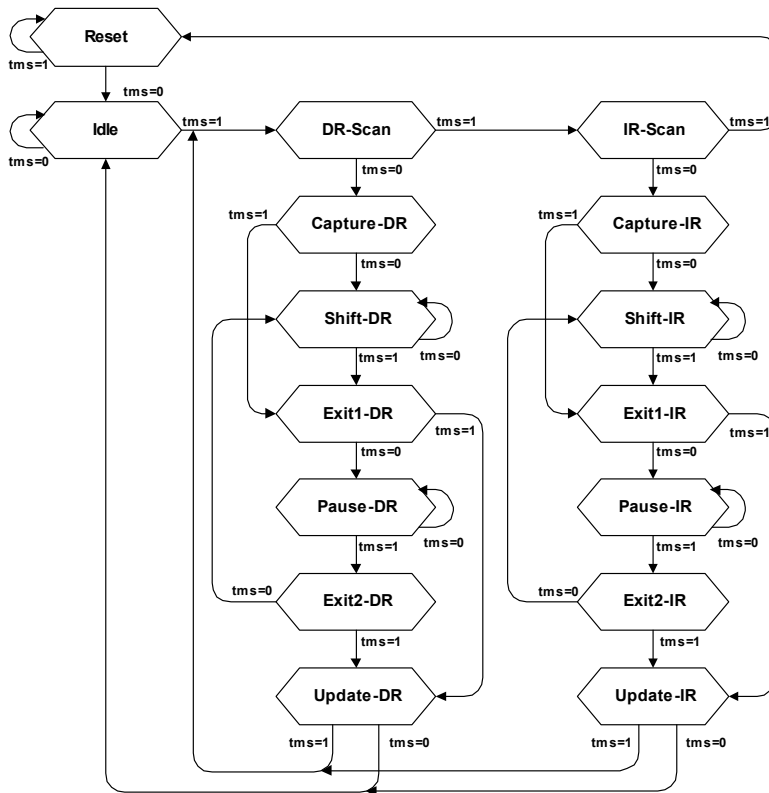 Reset
tms=1
tms=0
Idle
tms=1
DR-Scan
tms=1
IR-Scan
tms=1
tms=0
tms=0
tms=0
tms=1
Capture-DR
tms=1
Capture-IR
tms=0
tms=0
Shift-DR
Shift-IR
tms=1
tms=0
tms=1
tms=0
Exit1-DR
tms=1
Exit1-IR
tms=1
tms=0
tms=0
Pause-DR
Pause-IR
tms=1
tms=0
tms=1
tms=0
tms=0
Exit2-DR
tms=0
Exit2-IR
tms=1
tms=1
Update-DR
Update-IR
tms=1
tms=0
tms=1
tms=0